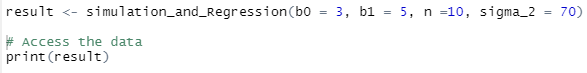 result <- simulation_and_Regression(b0 = 3, b1 = 5, n =10, sigma_2 = 70)
# Access the data
print(result)